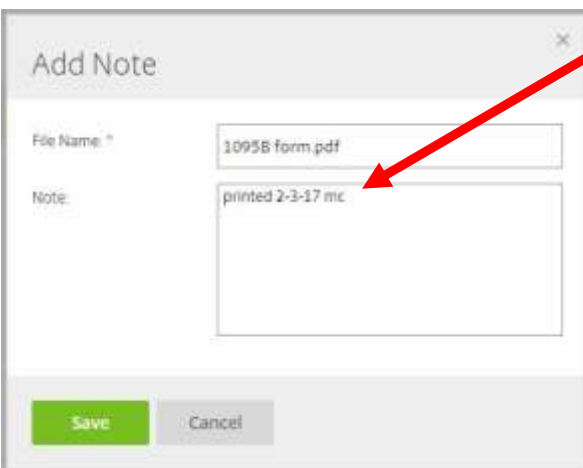 Add Note
×
File Name: *
1095B form.pdf
Note:
printed 2-3-17 mc
Save
Cancel